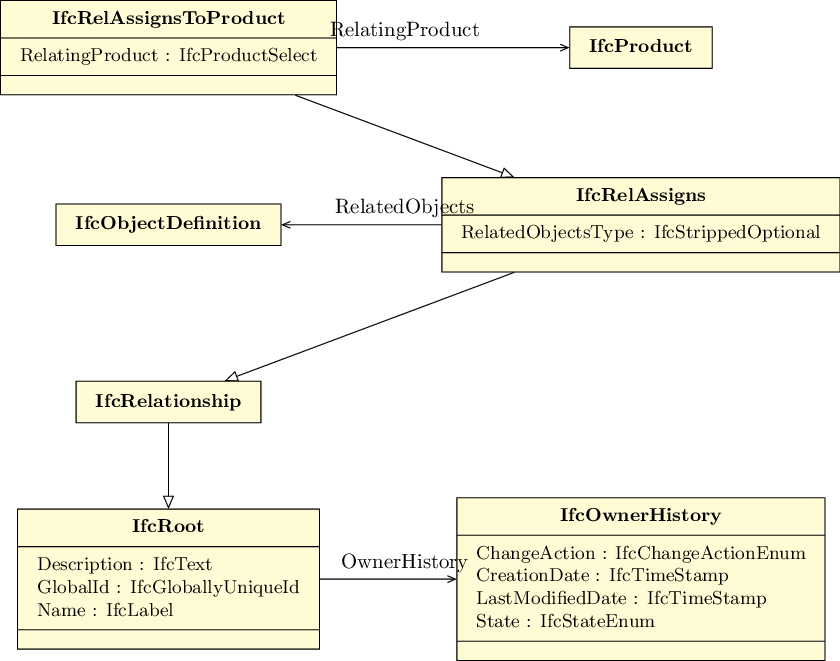 IfcRelAssignsToProduct
RelatingProduct : IfcProductSelect
RelatingProduct
IfcProduct
IfcRelAssigns
RelatedObjectsType : IfcStrippedOptional
RelatedObjects
IfcObjectDefinition
IfcRelationship
IfcRoot
Description : IfcText
GlobalId : IfcGloballyUniqueId
Name : IfcLabel
OwnerHistory
IfcOwnerHistory
ChangeAction : IfcChangeActionEnum
CreationDate : IfcTimeStamp
LastModifiedDate : IfcTimeStamp
State : IfcStateEnum